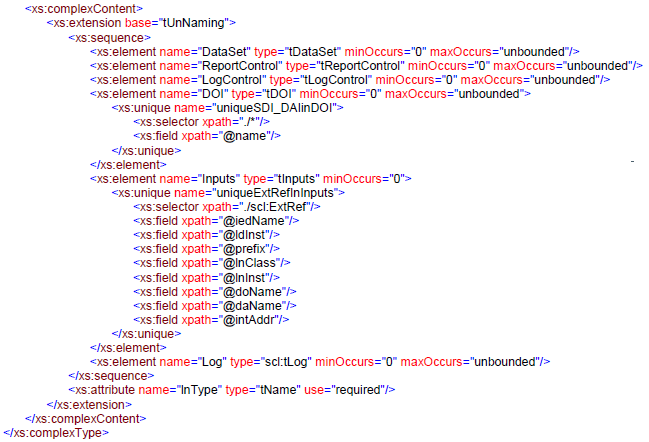 <xs:complexContent>
<xs:extension base="tUnNaming">
<xs:sequence>
<xs:element name="DataSet" type="tDataSet" minOccurs="0" maxOccurs="unbounded"/>
<xs:element name="ReportControl" type="tReportControl" minOccurs="0" maxOccurs="unbounded"/>
<xs:element name="LogControl" type="tLogControl" minOccurs="0" maxOccurs="unbounded"/>
<xs:element name="DOI" type="tDOI" minOccurs="0" maxOccurs="unbounded">
<xs:unique name="uniqueSDI_DAIinDOI">
<xs:selector xpath="./*"/>
<xs:field xpath="@name"/>
</xs:unique>
</xs:element>
<xs:element name="Inputs" type="tInputs" minOccurs="0">
<xs:unique name="uniqueExtRefInInputs">
<xs:selector xpath="./scl:ExtRef"/>
<xs:field xpath="@iedName"/>
<xs:field xpath="@ldInst"/>
<xs:field xpath="@prefix"/>
<xs:field xpath="@lnClass"/>
<xs:field xpath="@lnInst"/>
<xs:field xpath="@doName"/>
<xs:field xpath="@daName"/>
<xs:field xpath="@intAddr"/>
</xs:unique>
</xs:element>
<xs:element name="Log" type="scl:tLog" minOccurs="0" maxOccurs="unbounded"/>
</xs:sequence>
<xs:attribute name="lnType" type="tName" use="required"/>
</xs:extension>
</xs:complexContent>
</xs:complexType>